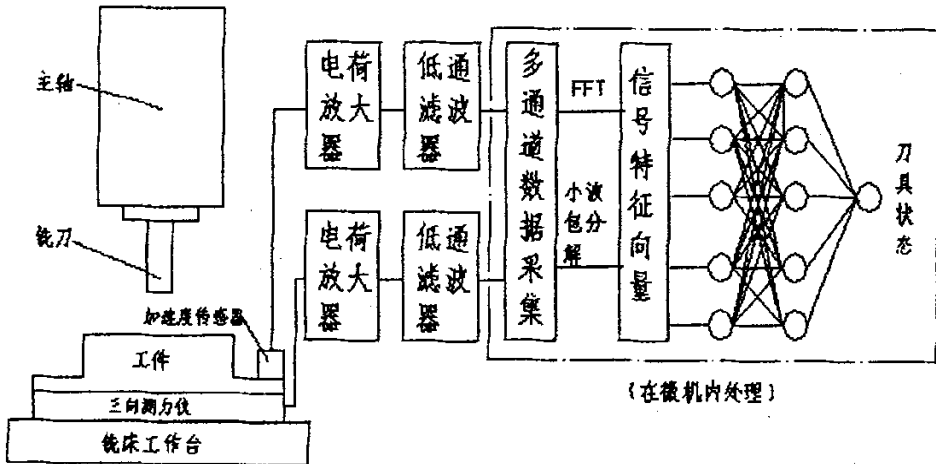 主轴
铣刀
加速度传感器
工件
三向测力仪
铣床工作台
电荷放大器
低通滤波器
电荷放大器
低通滤波器
多通道数据采集
FFT
小波包分解
信号特征向量
刀具状态
(在微机内处理)